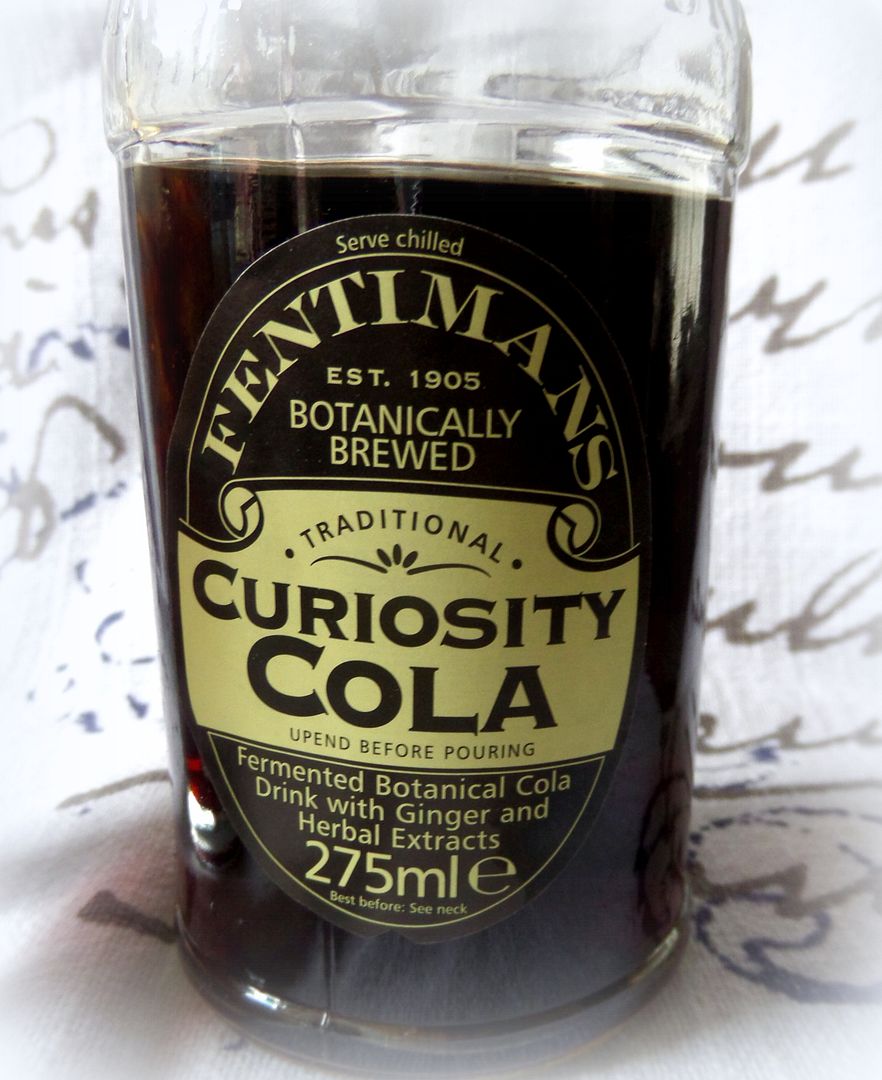 Serve chilled
FENTIMANS
EST. 1905
BOTANICALLY
BREWED
• TRADITIONAL •
CURIOSITY
COLA
UPEND BEFORE POURING
Fermented Botanical Cola
Drink with Ginger and
Herbal Extracts
275ml e
Best before: See neck